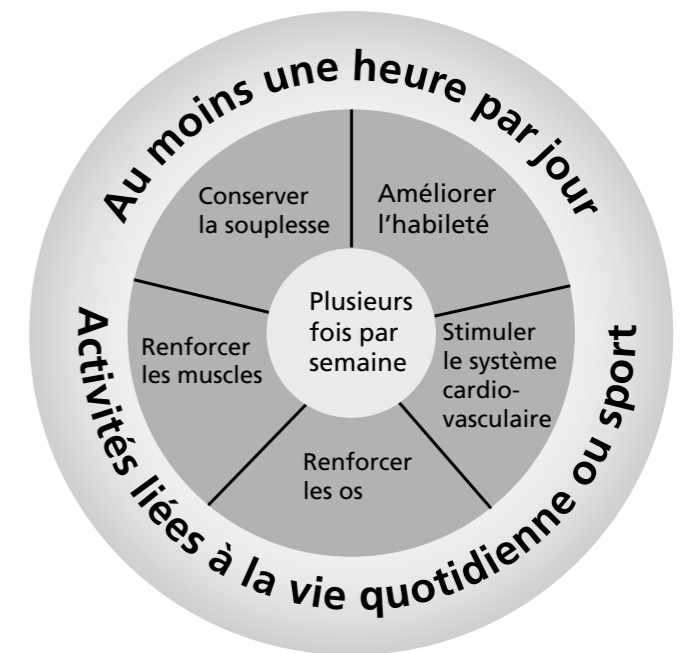 Au moins une heure par jour
Conserver
la souplesse
Améliorer
l'habileté
Plusieurs
fois par
semaine
Renforcer
les muscles
Stimuler
le système
cardio-
vasculaire
Renforcer
les os
Activités liées à la vie quotidienne ou sport